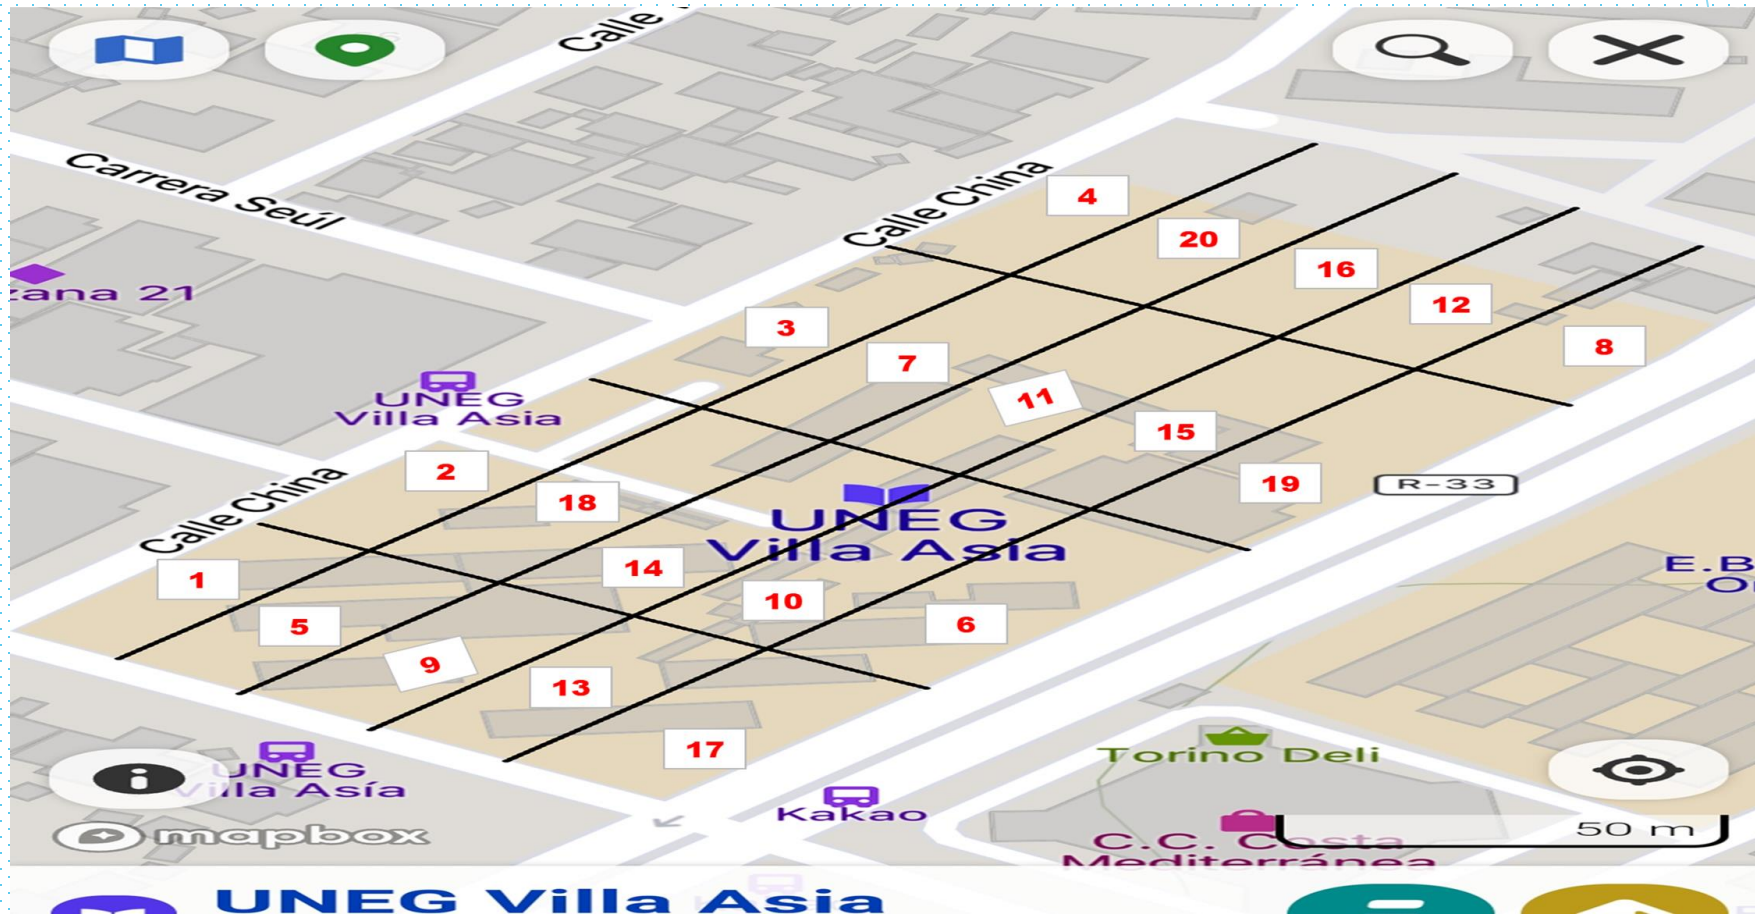 Calle
Carrera Seúl
Calle China
4
20
16
12
8
zana 21
3
7
11
15
19
R-33
UNEG
Villa Asia
2
18
Calle China
UNEG
Villa Asia
1
14
10
6
E.B
O
5
9
13
17
Torino Deli
UNEG
Villa Asía
Kakao
mapbox
50 m
C.C. Costa
Mediterránea
UNEG Villa Asia